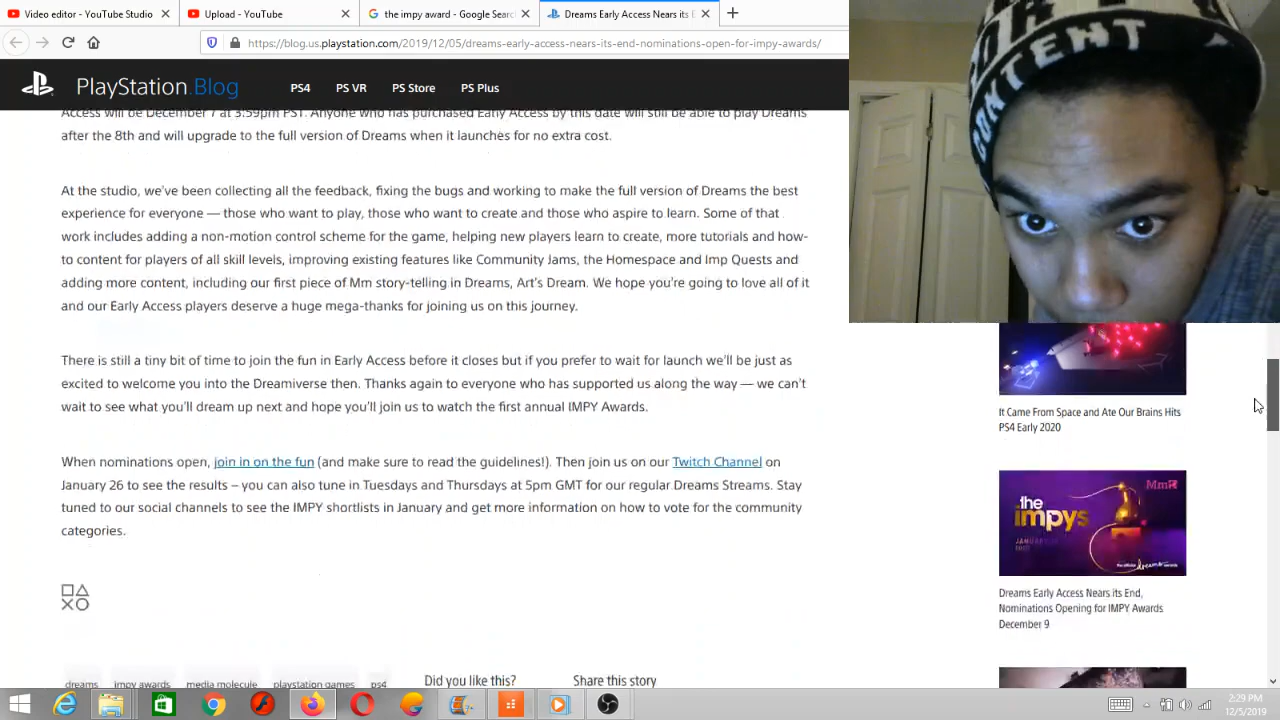 Video editor - YouTube Studio
Upload - YouTube
the impy award - Google Searc
Dreams Early Access Nears its E
https://blog.us.playstation.com/2019/12/05/dreams-early-access-nears-its-end-nominations-open-for-impy-awards/
PlayStation.Blog PS4 PS VR PS Store PS Plus
CONTENT
Access will be December 7 at 3:59pm PST. Anyone who has purchased Early Access by this date will still be able to play Dreams
after the 8th and will upgrade to the full version of Dreams when it launches for no extra cost.
At the studio, we've been collecting all the feedback, fixing the bugs and working to make the full version of Dreams the best
experience for everyone — those who want to play, those who want to create and those who aspire to learn. Some of that
work includes adding a non-motion control scheme for the game, helping new players learn to create, more tutorials and how-
to content for players of all skill levels, improving existing features like Community Jams, the Homespace and Imp Quests and
adding more content, including our first piece of Mm story-telling in Dreams, Art's Dream. We hope you're going to love all of it
and our Early Access players deserve a huge mega-thanks for joining us on this journey.
There is still a tiny bit of time to join the fun in Early Access before it closes but if you prefer to wait for launch we'll be just as
excited to welcome you into the Dreamiverse then. Thanks again to everyone who has supported us along the way — we can't
wait to see what you'll dream up next and hope you'll join us to watch the first annual IMPY Awards.
When nominations open, join in on the fun (and make sure to read the guidelines!). Then join us on our Twitch Channel on
January 26 to see the results – you can also tune in Tuesdays and Thursdays at 5pm GMT for our regular Dreams Streams. Stay
tuned to our social channels to see the IMPY shortlists in January and get more information on how to vote for the community
categories.
dreams impy awards media molecule playstation games ps4
Did you like this?
Share this story
It Came From Space and Ate Our Brains Hits
PS4 Early 2020
MmR
the
impys
the official dreams awards
Dreams Early Access Nears its End,
Nominations Opening for IMPY Awards
December 9
2:29 PM
12/5/2019